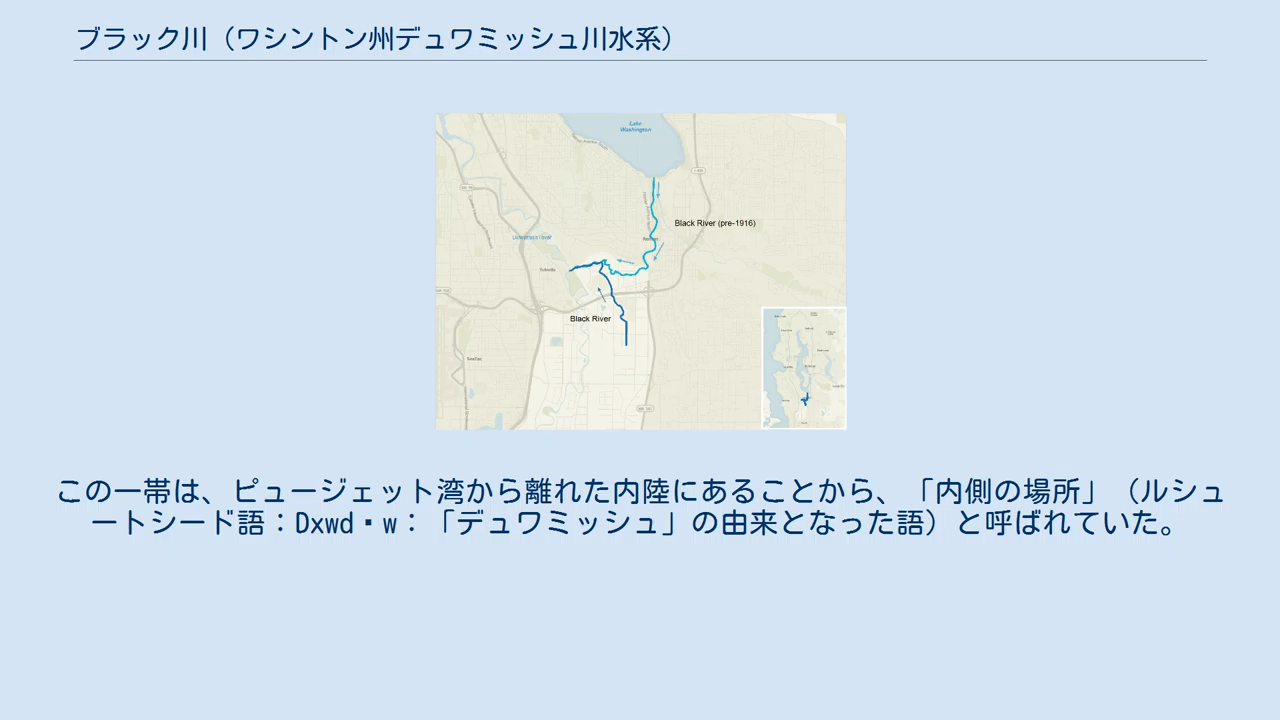 ブラック川（ワシントン州デュワミッシュ川水系）
Lake
Washington
Black River (pre-1916)
Black River
この一帯は、ピュージェット湾から離れた内陸にあることから、「内側の場所」（ルシュ
ートシード語：Dxwd・w：「デュワミッシュ」の由来となった語）と呼ばれていた。